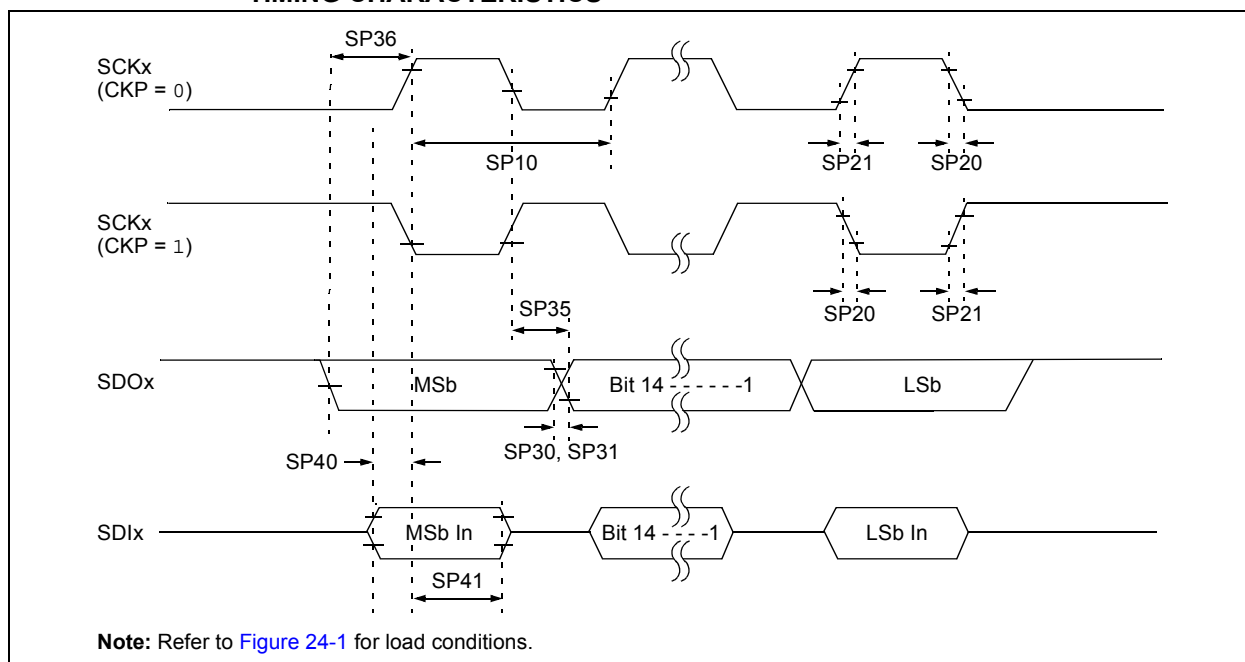 TIMING CHARACTERISTICS
SP36
SCKx
(CKP = 0)
SP10
SP21
SP20
SCKx
(CKP = 1)
SP35
SP20
SP21
SDOx
MSb
Bit 14 - - - - - -1
LSb
SP40
SP30, SP31
SDIx
MSb In
Bit 14 - - - -1
LSb In
SP41
Note: Refer to Figure 24-1 for load conditions.